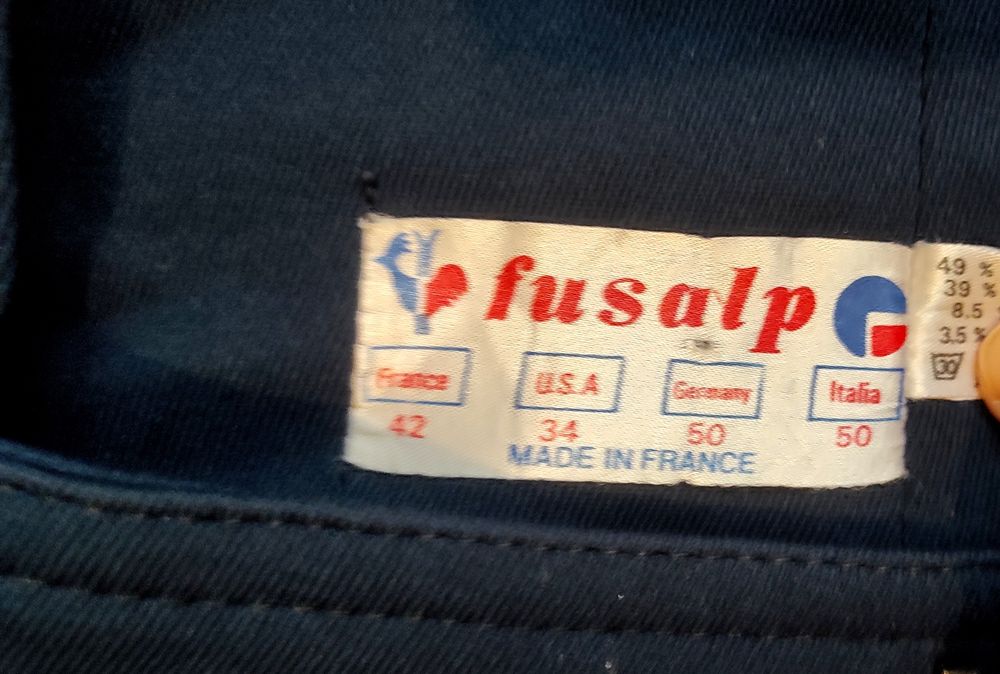 fusalp
France U.S.A Germany Italia
42 34 50 50
MADE IN FRANCE
49 %
39 %
8.5
3.5 %
30